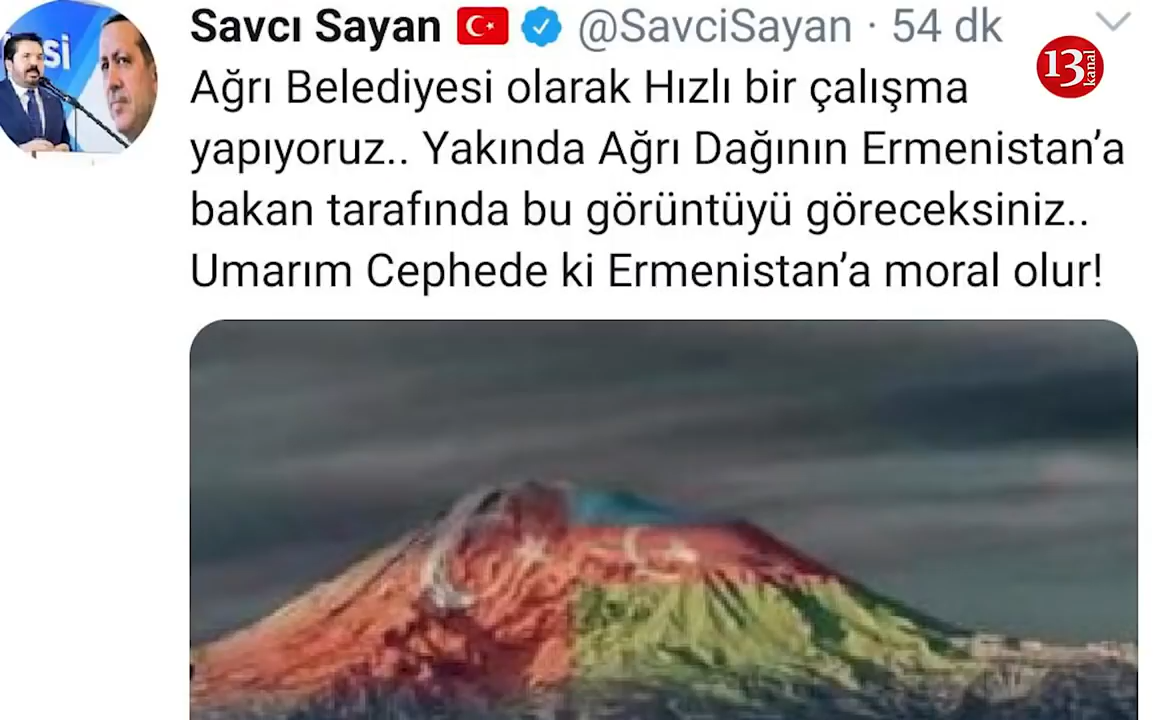 Savcı Sayan @SavciSayan · 54 dk
si
13 kanal
Ağrı Belediyesi olarak Hızlı bir çalışma
yapıyoruz.. Yakında Ağrı Dağının Ermenistan’a
bakan tarafında bu görüntüyü göreceksiniz..
Umarım Cephede ki Ermenistan’a moral olur!